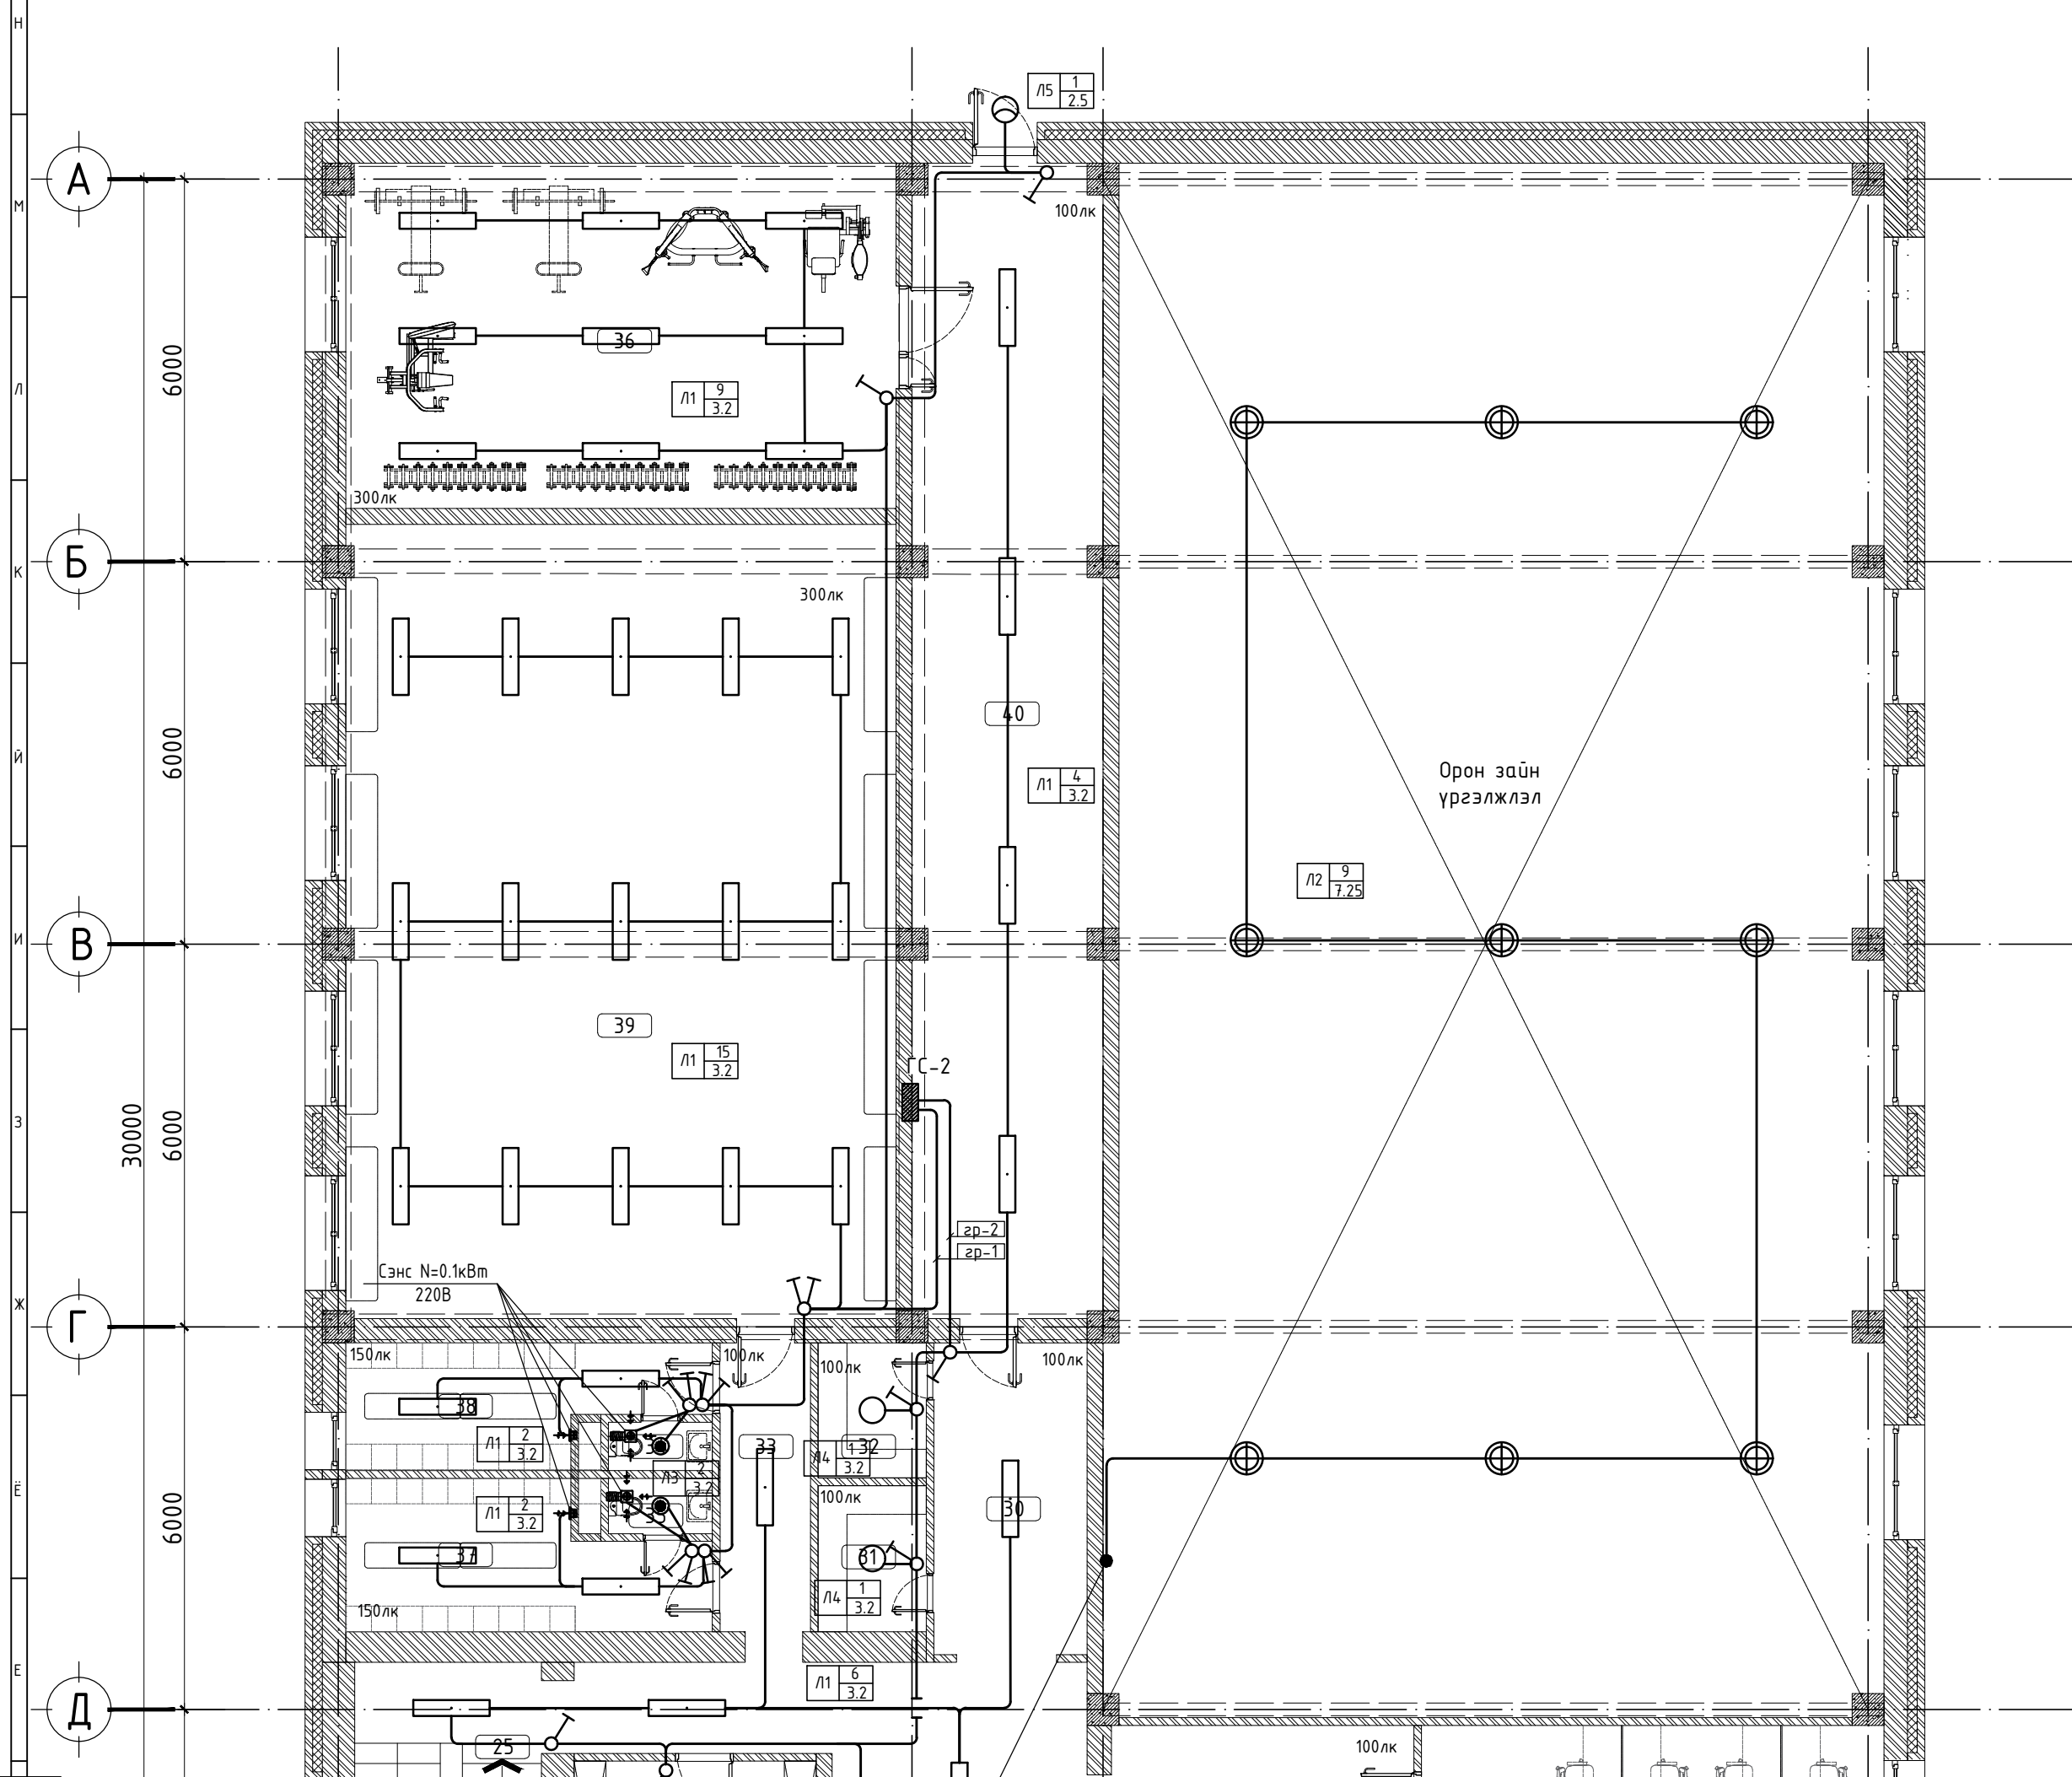 Н
М
Л
К
Й
И
З
Ж
Ё
Е
А
Б
В
Г
Д
6000
6000
6000
6000
30000
Л5 1 2.5
100лк
36
Л1 9 3.2
300лк
300лк
40
Л1 4 3.2
Орон зайн
үргэлжлэл
Л2 9 7.25
39
Л1 15 3.2
ГС-2
гр-2
гр-1
Сэнс N=0.1кВт
220В
150лк
100лк
100лк
100лк
38
Л1 2 3.2
33
Л4 1 3.2
32
Л3 2 3.2
100лк
Л1 2 3.2
30
37
31
Л4 1 3.2
150лк
Л1 6 3.2
25
100лк